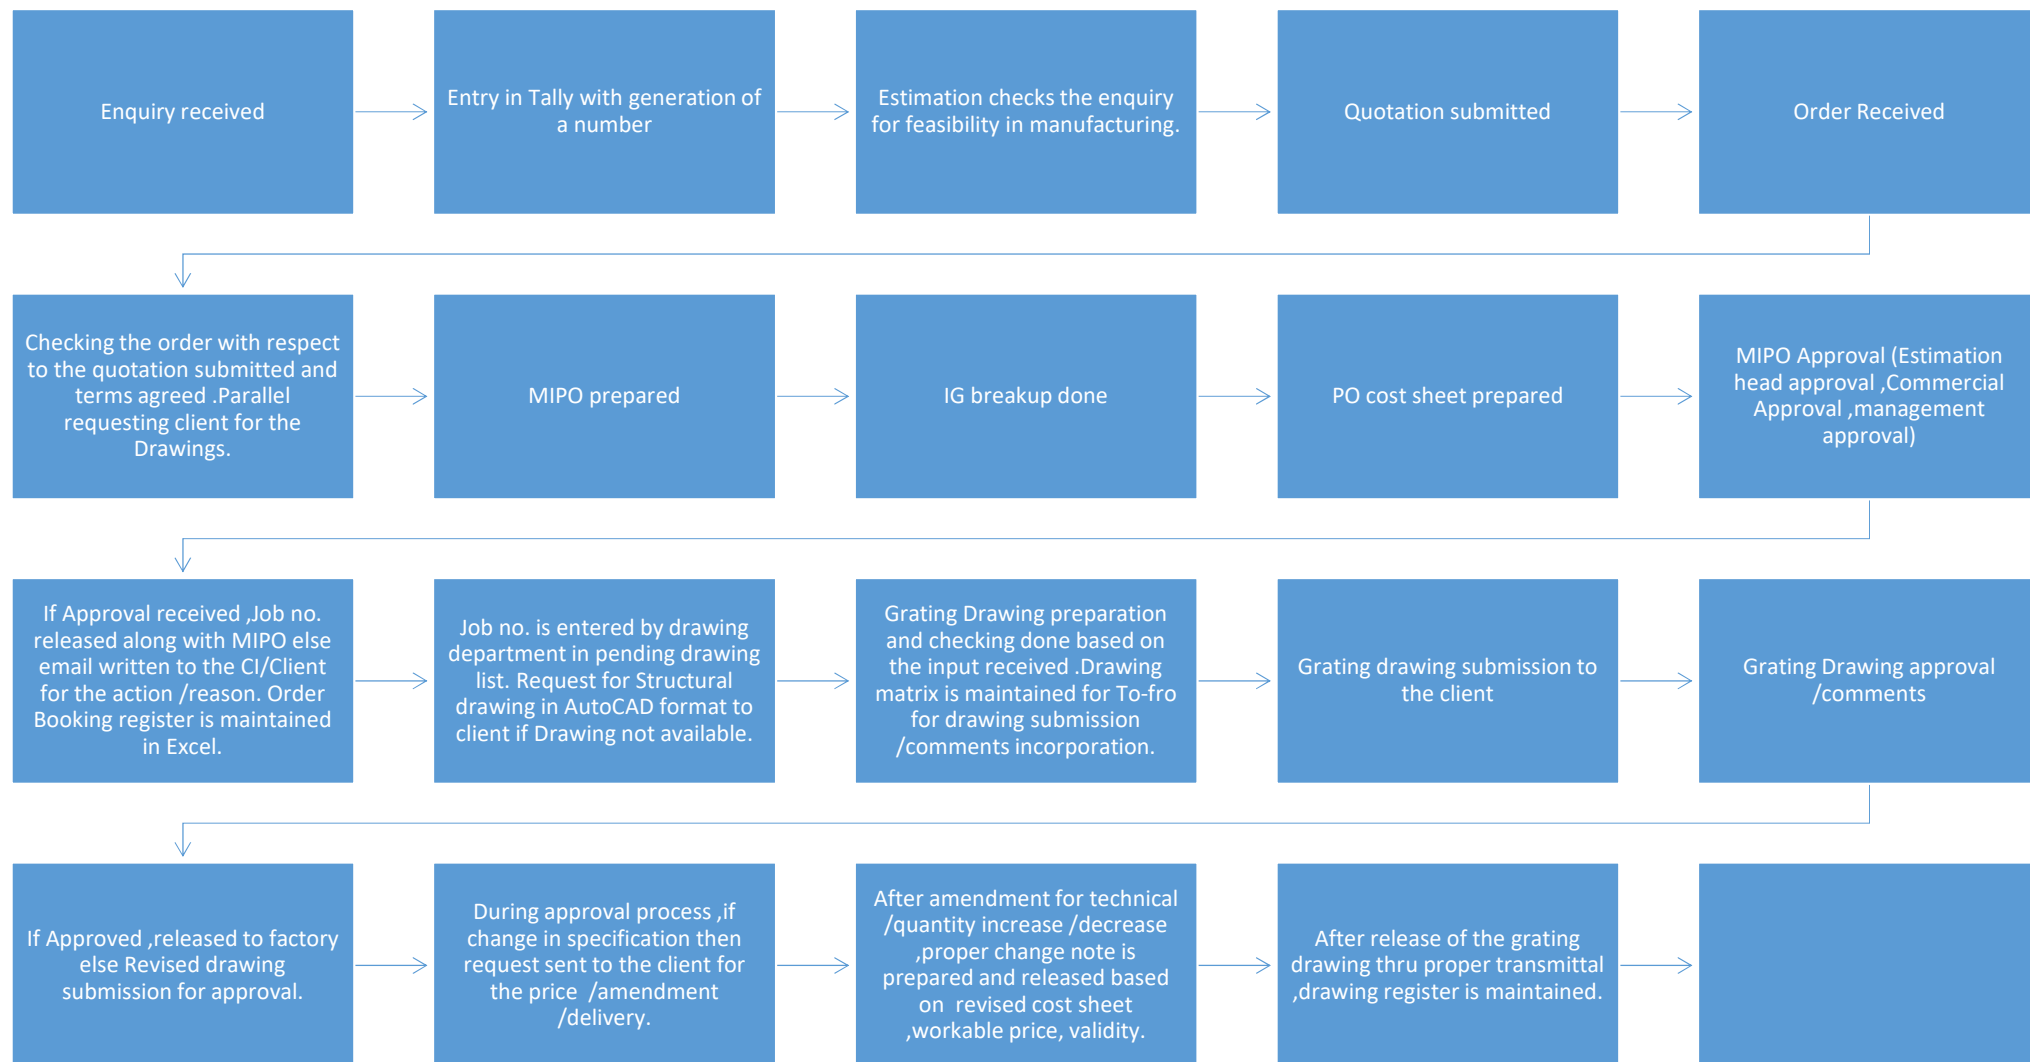 Enquiry received
Entry in Tally with generation of
a number
Estimation checks the enquiry
for feasibility in manufacturing.
Quotation submitted
Order Received
Checking the order with respect
to the quotation submitted and
terms agreed .Parallel
requesting client for the
Drawings.
MIPO prepared
IG breakup done
PO cost sheet prepared
MIPO Approval (Estimation
head approval ,Commercial
Approval ,management
approval)
If Approval received ,Job no.
released along with MIPO else
email written to the CI/Client
for the action /reason. Order
Booking register is maintained
in Excel.
Job no. is entered by drawing
department in pending drawing
list. Request for Structural
drawing in AutoCAD format to
client if Drawing not available.
Grating Drawing preparation
and checking done based on
the input received .Drawing
matrix is maintained for To-fro
for drawing submission
/comments incorporation.
Grating drawing submission to
the client
Grating Drawing approval
/comments
If Approved ,released to factory
else Revised drawing
submission for approval.
During approval process ,if
change in specification then
request sent to the client for
the price /amendment
/delivery.
After amendment for technical
/quantity increase /decrease
,proper change note is
prepared and released based
on revised cost sheet
,workable price, validity.
After release of the grating
drawing thru proper transmittal
,drawing register is maintained.